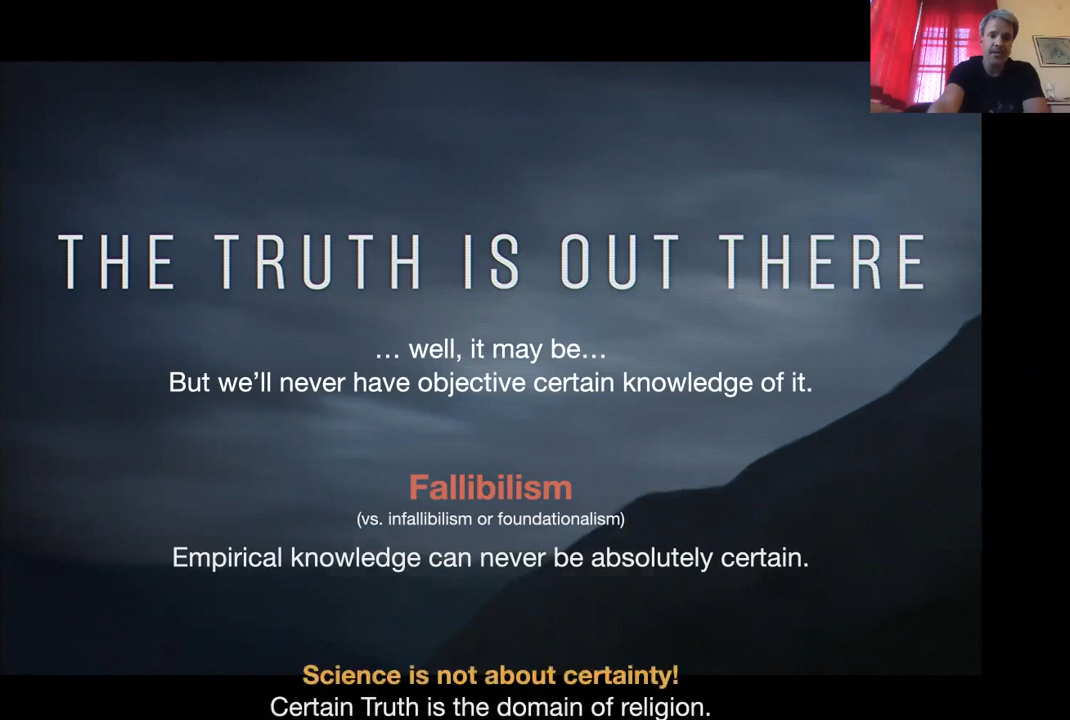 THE TRUTH IS OUT THERE
… well, it may be…
But we'll never have objective certain knowledge of it.
Fallibilism
(vs. infallibilism or foundationalism)
Empirical knowledge can never be absolutely certain.
Science is not about certainty!
Certain Truth is the domain of religion.